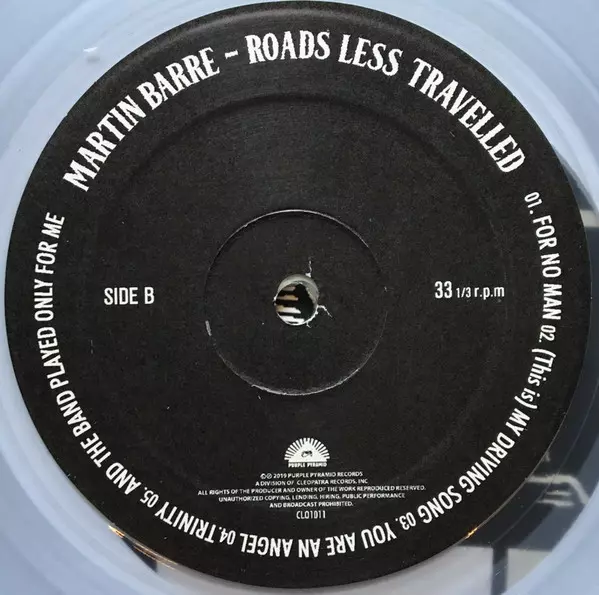 MARTIN BARRE - ROADS LESS TRAVELLED
01. FOR NO MAN 02. (This is) MY DRIVING SONG 03. YOU ARE AN ANGEL 04. TRINITY 05. AND THE BAND PLAYED ONLY FOR ME
SIDE B
33 1/3 r.p.m
PURPLE PYRAMID
©℗ 2019 PURPLE PYRAMID RECORDS
A DIVISION OF CLEOPATRA RECORDS, INC
ALL RIGHTS OF THE PRODUCER AND OWNER OF THE WORK REPRODUCED RESERVED.
UNAUTHORIZED COPYING, LENDING, HIRING, PUBLIC PERFORMANCE
AND BROADCAST PROHIBITED.
CLO1011